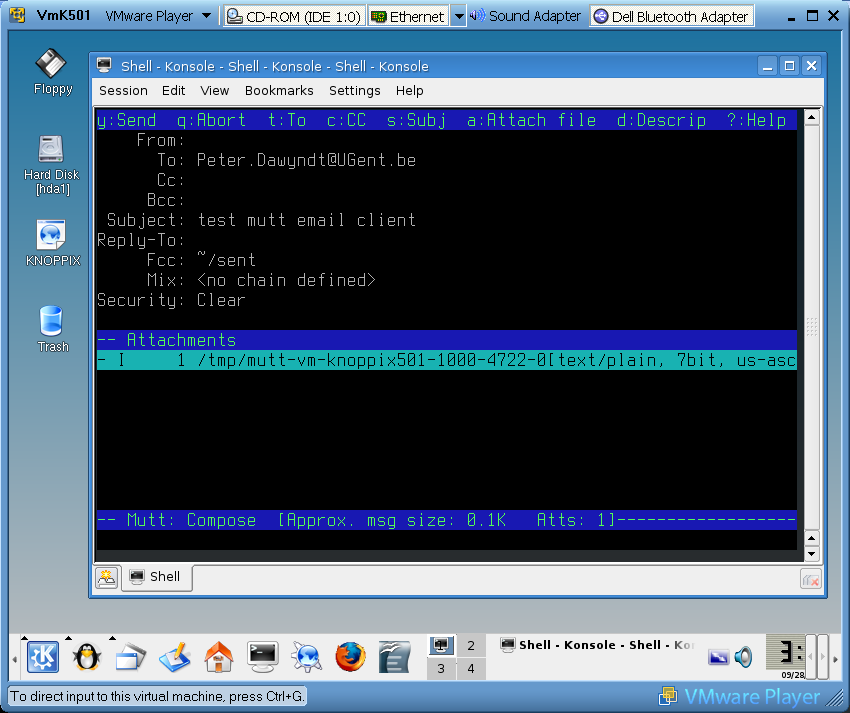 VmK501 VMware Player CD-ROM (IDE 1:0) Ethernet Sound Adapter Dell Bluetooth Adapter
Floppy
Hard Disk
[hda1]
KNOPPIX
Trash
Shell - Konsole - Shell - Konsole - Shell - Konsole
Session Edit View Bookmarks Settings Help
y:Send q:Abort t:To c:CC s:Subj a:Attach file d:Descrip ?:Help
From:
To: Peter.Dawyndt@UGent.be
Cc:
Bcc:
Subject: test mutt email client
Reply-To:
Fcc: ~/sent
Mix: <no chain defined>
Security: Clear
-- Attachments
- I 1 /tmp/mutt-vm-knoppix501-1000-4722-0[text/plain, 7bit, us-asc
-- Mutt: Compose [Approx. msg size: 0.1K Atts: 1]------------------
Shell
2
3 4
Shell - Konsole - Shell - Ko
3:
09/28
To direct input to this virtual machine, press Ctrl+G.
VMware Player